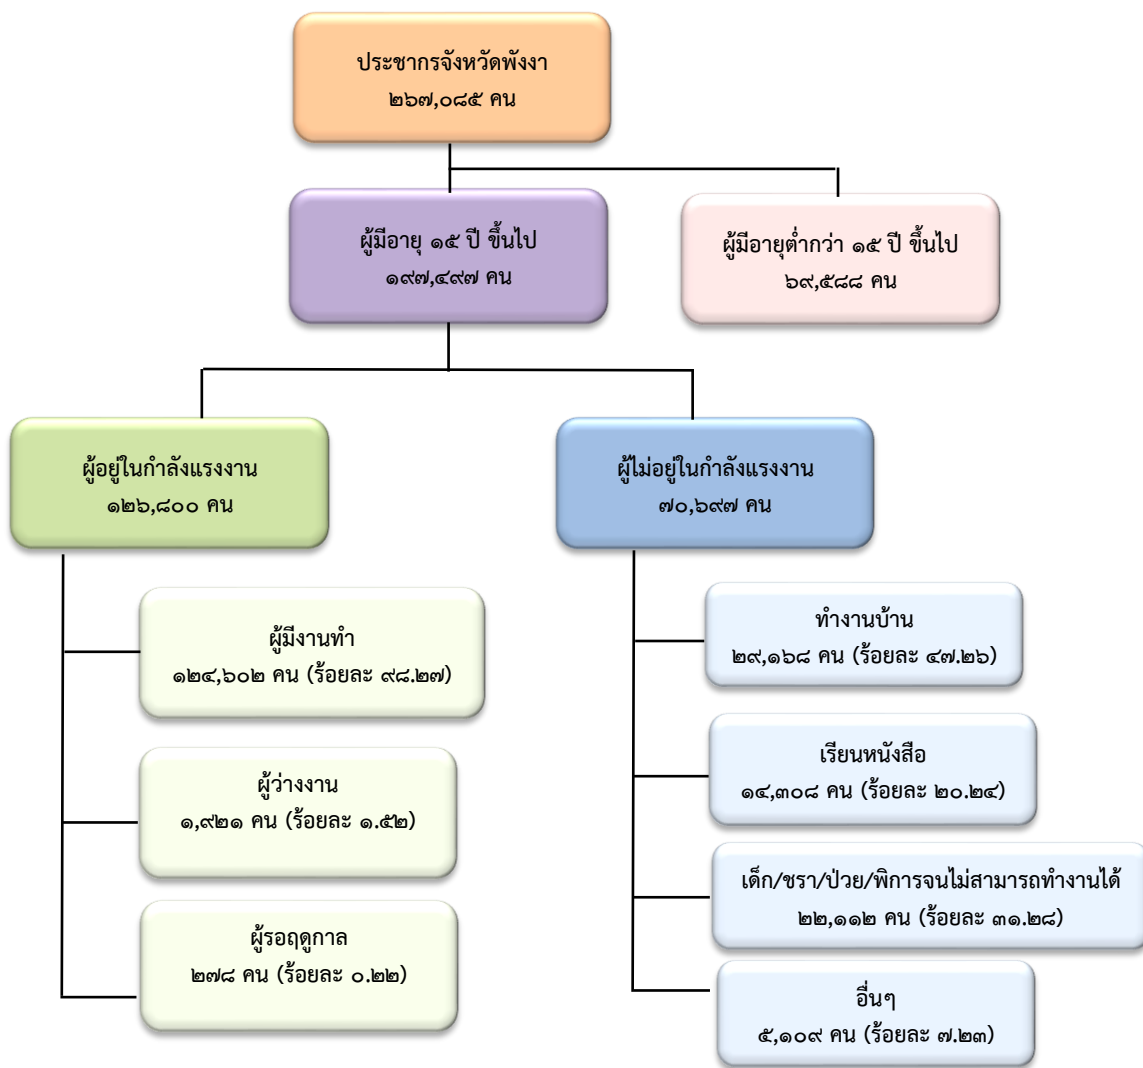 ประชากรจังหวัดพังงา
๒๖๗,๐๘๕ คน
ผู้มีอายุ ๑๕ ปี ขึ้นไป
๑๙๗,๔๙๗ คน
ผู้มีอายุต่ำกว่า ๑๕ ปี ขึ้นไป
๖๙,๕๘๘ คน
ผู้อยู่ในกำลังแรงงาน
๑๒๖,๘๐๐ คน
ผู้ไม่อยู่ในกำลังแรงงาน
๗๐,๖๙๗ คน
ผู้มีงานทำ
๑๒๔,๖๐๒ คน (ร้อยละ ๙๘.๒๗)
ผู้ว่างงาน
๑,๙๒๑ คน (ร้อยละ ๑.๕๒)
ผู้รอฤดูกาล
๒๗๘ คน (ร้อยละ ๐.๒๒)
ทำงานบ้าน
๒๙,๑๖๘ คน (ร้อยละ ๔๗.๒๖)
เรียนหนังสือ
๑๔,๓๐๘ คน (ร้อยละ ๒๐.๒๔)
เด็ก/ชรา/ป่วย/พิการจนไม่สามารถทำงานได้
๒๒,๑๑๒ คน (ร้อยละ ๓๑.๒๘)
อื่นๆ
๕,๑๐๙ คน (ร้อยละ ๗.๒๓)